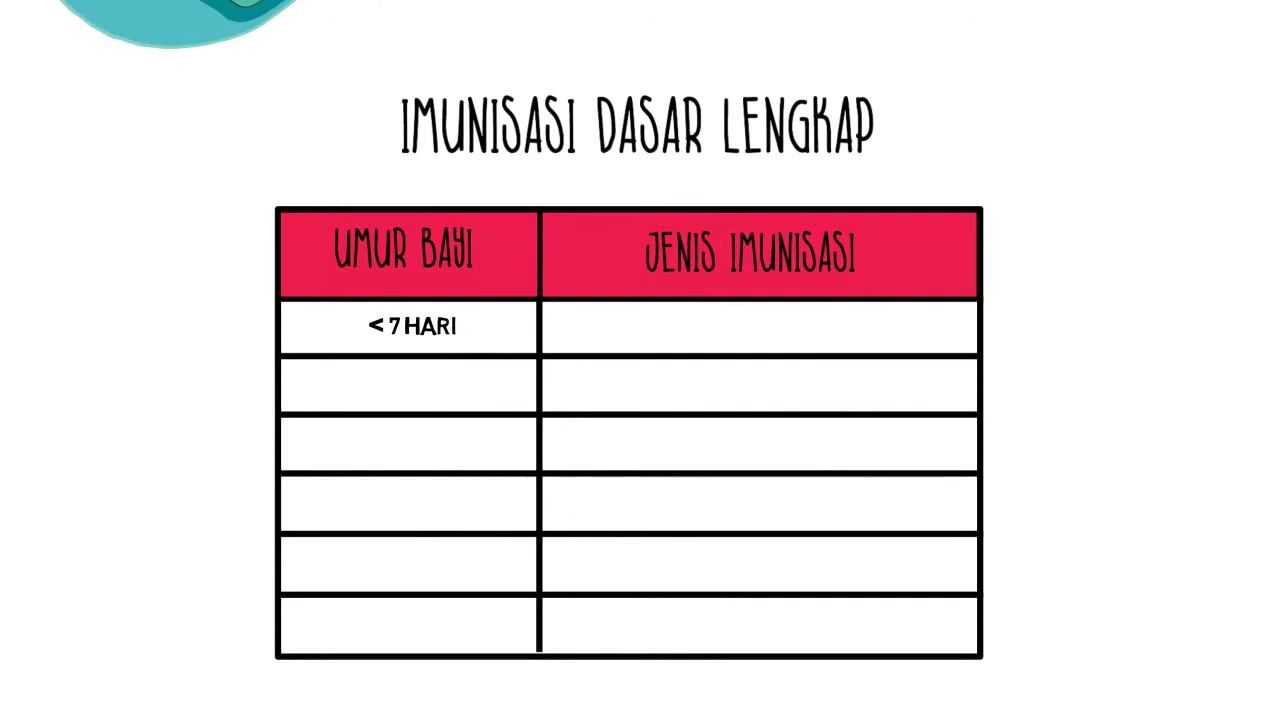 IMUNISASI DASAR LENGKAP
UMUR BAYI
JENIS IMUNISASI
< 7 HARI